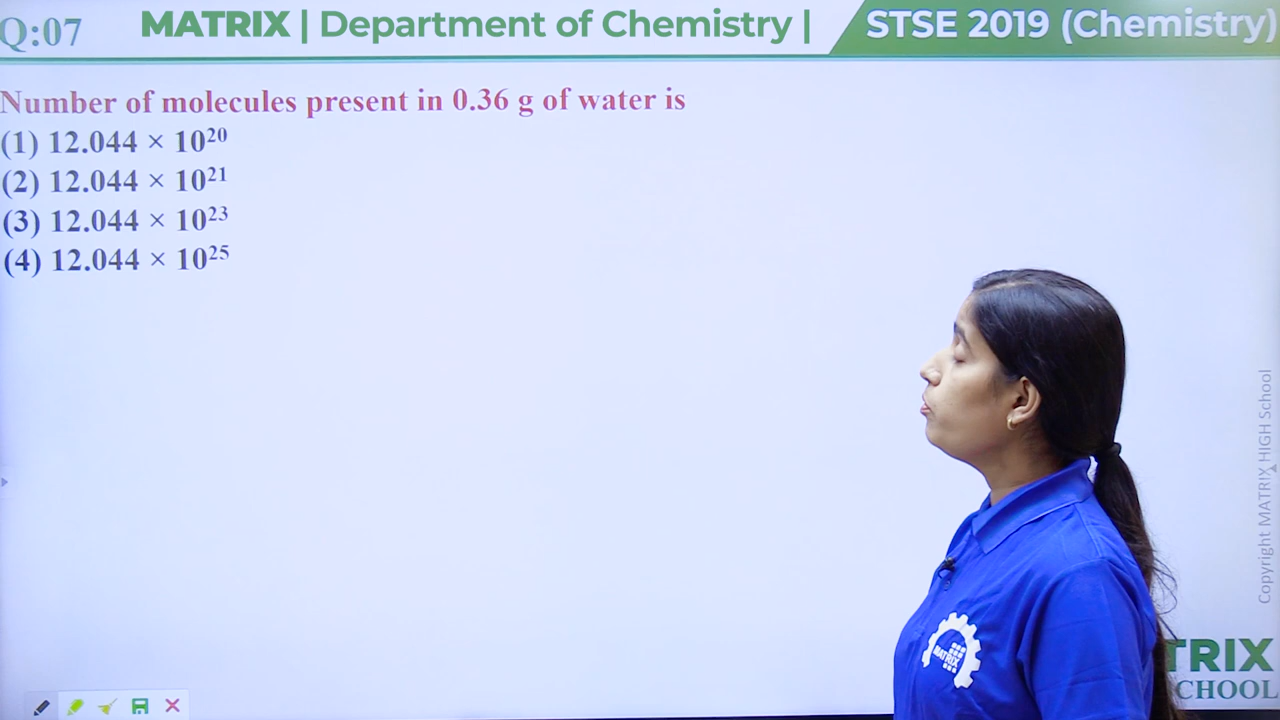 Q:07
MATRIX | Department of Chemistry |
STSE 2019 (Chemistry)
Number of molecules present in 0.36 g of water is
(1) 12.044 × 10²⁰
(2) 12.044 × 10²¹
(3) 12.044 × 10²³
(4) 12.044 × 10²⁵
Copyright MATRIX HIGH School
MATRIX
TRIX
CHOOL